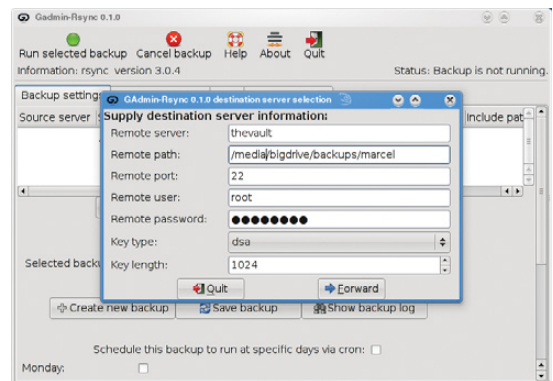 Gadmin-Rsync 0.1.0
Run selected backup Cancel backup Help About Quit
Information: rsync version 3.0.4 Status: Backup is not running.
Backup settings
Source server
include pat
GAdmin-Rsync 0.1.0 destination server selection
Supply destination server information:
Remote server: thevault
Remote path: /media/bigdrive/backups/marcel
Remote port: 22
Remote user: root
Remote password: ●●●●●●●●
Key type: dsa
Key length: 1024
Quit Forward
Selected backu
Create new backup Save backup Show backup log
Schedule this backup to run at specific days via cron:
Monday: